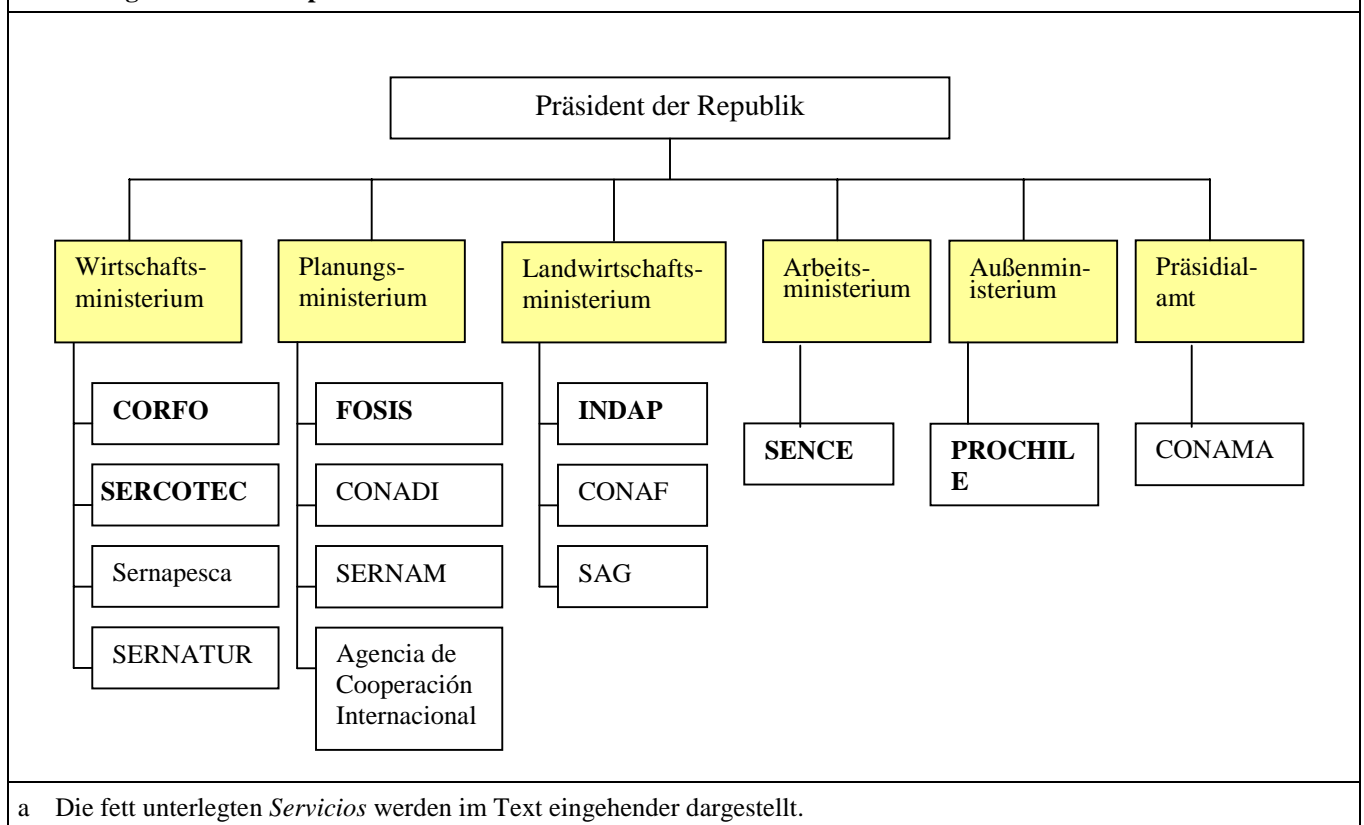 Präsident der Republik
Wirtschafts-
ministerium
Planungs-
ministerium
Landwirtschafts-
ministerium
Arbeits-
ministerium
Außenmin-
isterium
Präsidial-
amt
CORFO
SERCOTEC
Sernapesca
SERNATUR
FOSIS
CONADI
SERNAM
Agencia de
Cooperación
Internacional
INDAP
CONAF
SAG
SENCE
PROCHIL
E
CONAMA
a Die fett unterlegten Servicios werden im Text eingehender dargestellt.